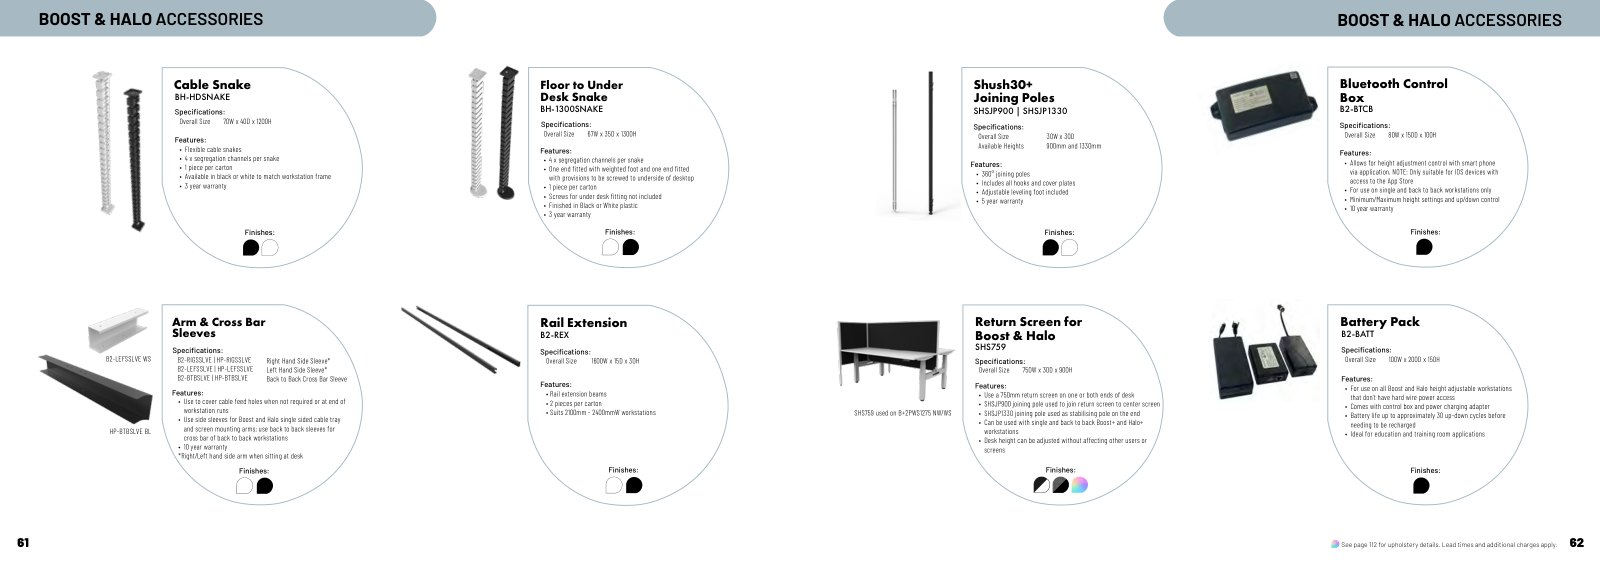 BOOST & HALO ACCESSORIES
BOOST & HALO ACCESSORIES
Cable Snake
BH-HDSNAKE
Specifications:
Overall Size 70W x 40D x 1200H
Features:
• Flexible cable snakes
• 4 x segregation channels per snake
• 1 piece per carton
• Available in black or white to match workstation frame
• 3 year warranty
Finishes:
Floor to Under
Desk Snake
BH-1300SNAKE
Specifications:
Overall Size 67W x 35D x 1300H
Features:
• 4 x segregation channels per snake
• One end fitted with weighted foot and one end fitted
with provisions to be screwed to underside of desktop
• 1 piece per carton
• Screws for under desk fitting not included
• Finished in Black or White plastic
• 3 year warranty
Finishes:
Shush30+
Joining Poles
SHSJP900 | SHSJP1330
Specifications:
Overall Size 30W x 30D
Available Heights 900mm and 1330mm
Features:
• 360° joining poles
• Includes all hooks and cover plates
• Adjustable leveling foot included
• 5 year warranty
Finishes:
Bluetooth Control
Box
B2-BTCB
Specifications:
Overall Size 80W x 150D x 100H
Features:
• Allows for height adjustment control with smart phone
via application. NOTE: Only suitable for IOS devices with
access to the App Store
• For use on single and back to back workstations only
• Minimum/Maximum height settings and up/down control
• 10 year warranty
Finishes:
B2-LEFSSLVE WS
HP-BTBSLVE BL
Arm & Cross Bar
Sleeves
Specifications:
B2-RIGSSLVE | HP-RIGSSLVE Right Hand Side Sleeve*
B2-LEFSSLVE | HP-LEFSSLVE Left Hand Side Sleeve*
B2-BTBSLVE | HP-BTBSLVE Back to Back Cross Bar Sleeve
Features:
• Use to cover cable feed holes when not required or at end of
workstation runs
• Use side sleeves for Boost and Halo single sided cable tray
and screen mounting arms; use back to back sleeves for
cross bar of back to back workstations
• 10 year warranty
*Right/Left hand side arm when sitting at desk
Finishes:
Rail Extension
B2-REX
Specifications:
Overall Size 1600W x 15D x 30H
Features:
• Rail extension beams
• 2 pieces per carton
• Suits 2100mm - 2400mmW workstations
Finishes:
SHS759 used on B+2PWS1275 NW/WS
Return Screen for
Boost & Halo
SHS759
Specifications:
Overall Size 750W x 30D x 900H
Features:
• Use a 750mm return screen on one or both ends of desk
• SHSJP900 joining pole used to join return screen to center screen
• SHSJP1330 joining pole used as stabilising pole on the end
• Can be used with single and back to back Boost+ and Halo+
workstations
• Desk height can be adjusted without affecting other users or
screens
Finishes:
Battery Pack
B2-BATT
Specifications:
Overall Size 100W x 200D x 150H
Features:
• For use on all Boost and Halo height adjustable workstations
that don't have hard wire power access
• Comes with control box and power charging adapter
• Battery life up to approximately 30 up-down cycles before
needing to be recharged
• Ideal for education and training room applications
Finishes:
61
See page 112 for upholstery details. Lead times and additional charges apply.
62